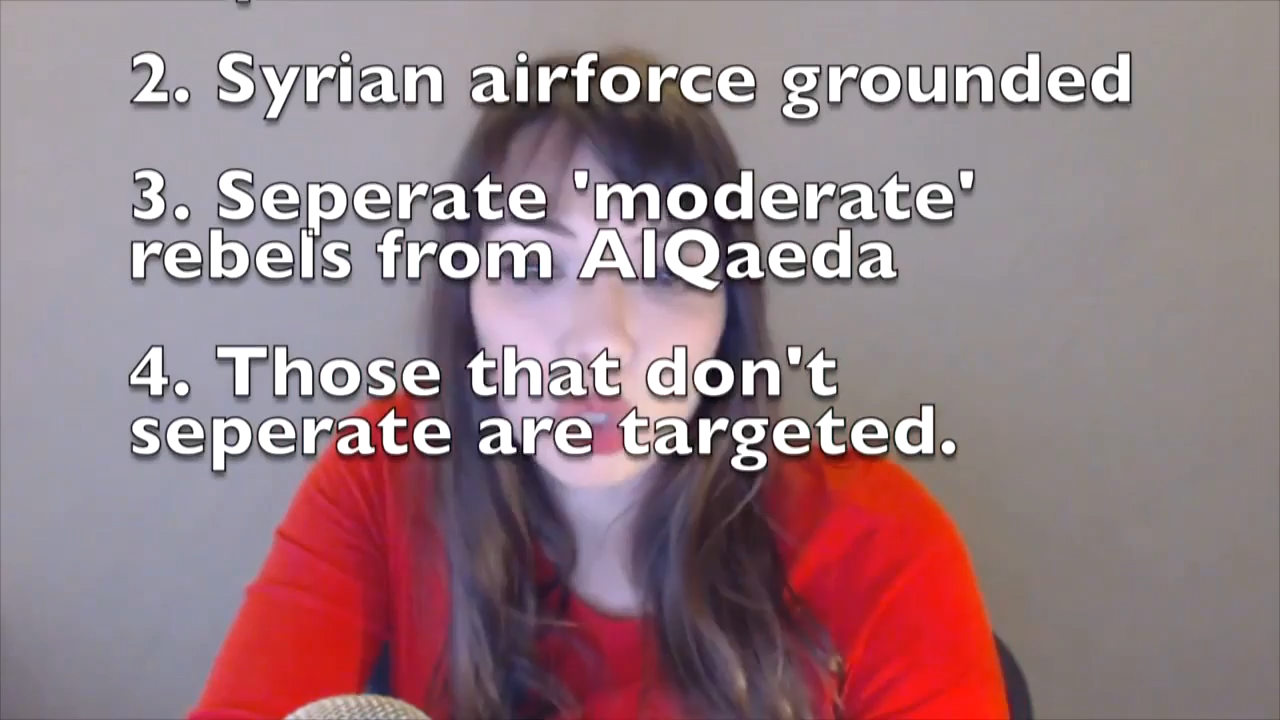 2. Syrian airforce grounded
3. Seperate 'moderate'
rebels from AlQaeda
4. Those that don't
seperate are targeted.